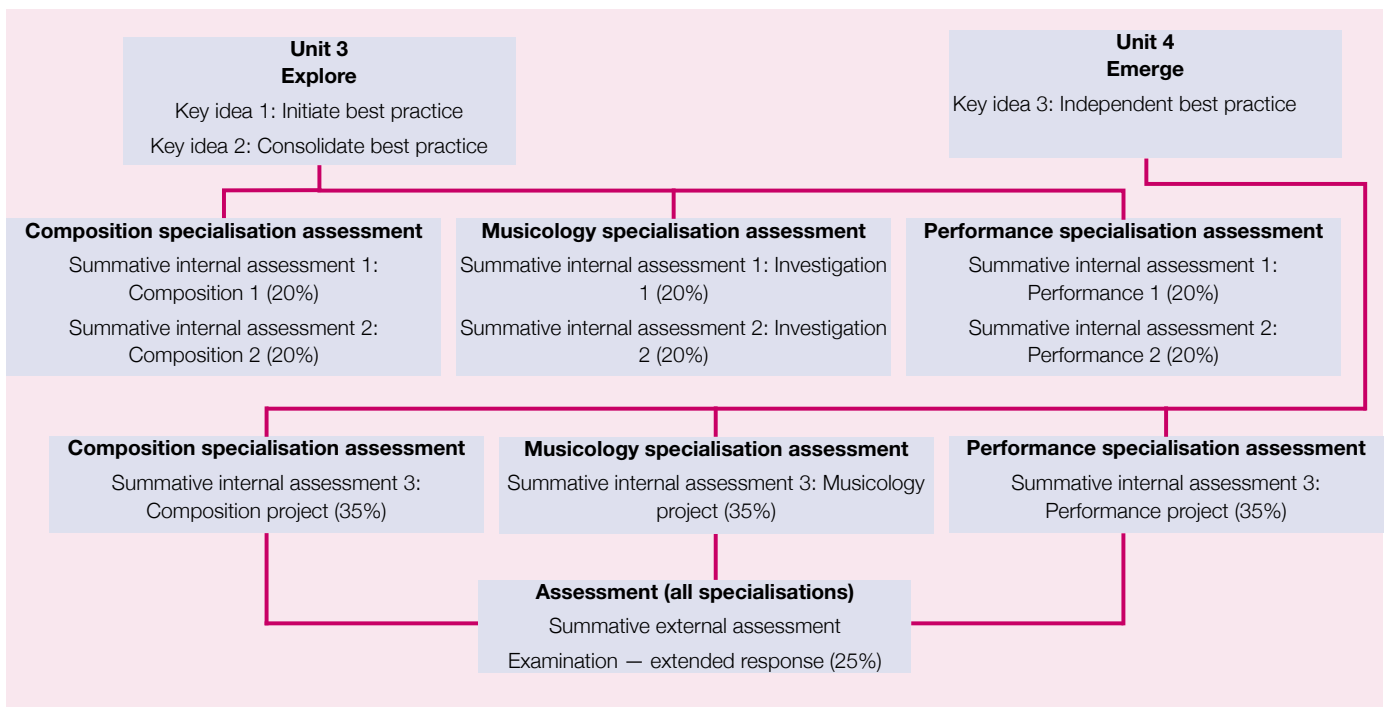 Unit 3
Explore
Key idea 1: Initiate best practice
Key idea 2: Consolidate best practice
Unit 4
Emerge
Key idea 3: Independent best practice
Composition specialisation assessment
Summative internal assessment 1:
Composition 1 (20%)
Summative internal assessment 2:
Composition 2 (20%)
Musicology specialisation assessment
Summative internal assessment 1: Investigation
1 (20%)
Summative internal assessment 2: Investigation
2 (20%)
Performance specialisation assessment
Summative internal assessment 1:
Performance 1 (20%)
Summative internal assessment 2:
Performance 2 (20%)
Composition specialisation assessment
Summative internal assessment 3:
Composition project (35%)
Musicology specialisation assessment
Summative internal assessment 3: Musicology
project (35%)
Performance specialisation assessment
Summative internal assessment 3:
Performance project (35%)
Assessment (all specialisations)
Summative external assessment
Examination — extended response (25%)